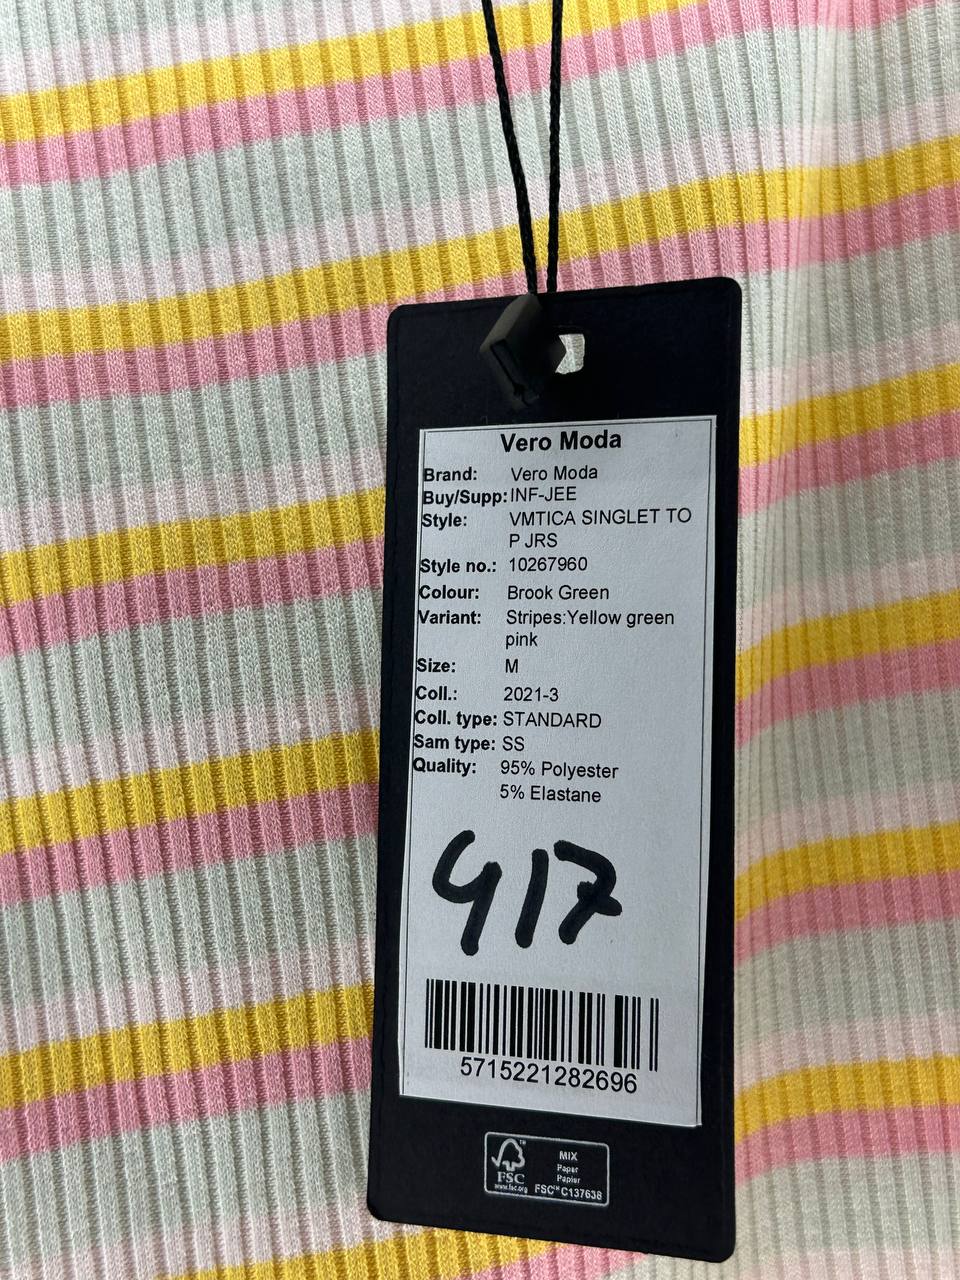 Vero Moda
Brand: Vero Moda
Buy/Supp: INF-JEE
Style: VMTICA SINGLET TO
P JRS
Style no.: 10267960
Colour: Brook Green
Variant: Stripes:Yellow green
pink
Size: M
Coll.: 2021-3
Coll. type: STANDARD
Sam type: SS
Quality: 95% Polyester
5% Elastane
417
5715221282696
FSC™
www.fsc.org
MIX
Paper
Papier
FSC™ C137638